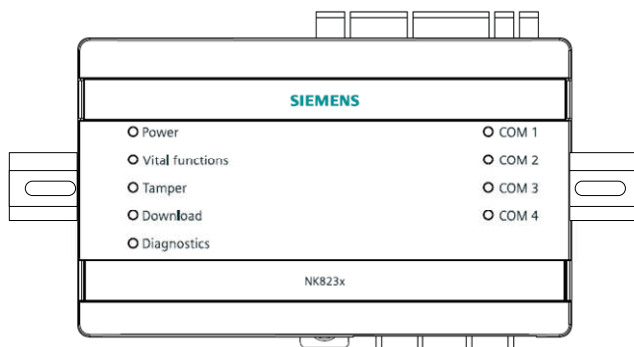 SIEMENS
Power
COM 1
Vital functions
COM 2
Tamper
COM 3
Download
COM 4
Diagnostics
NK823x